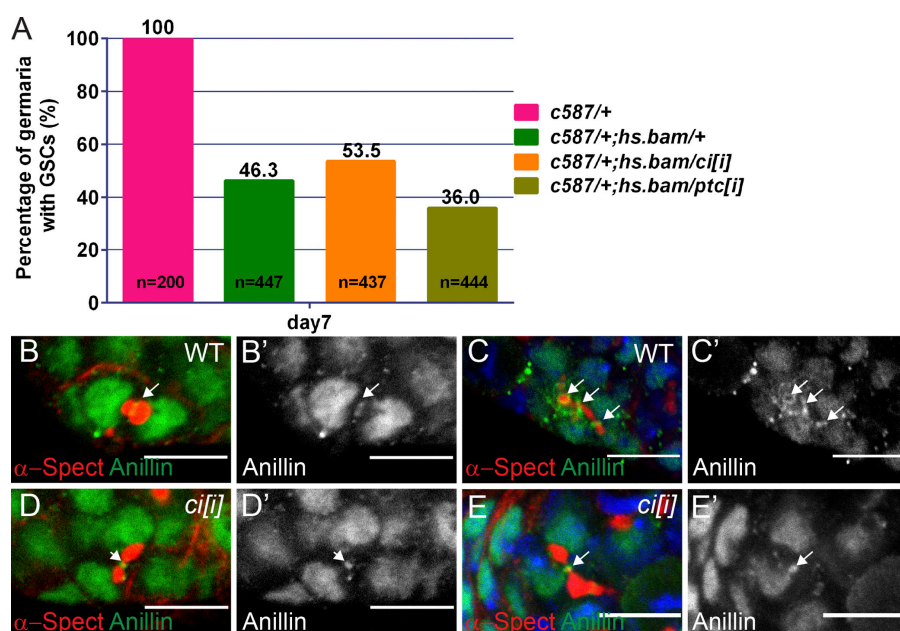 A
Percentage of germaria
with GSCs (%)
100
80
60
40
20
0
100
46.3
53.5
36.0
n=200
n=447
n=437
n=444
day7
c587/+
c587/+;hs.bam/+
c587/+;hs.bam/ci[i]
c587/+;hs.bam/ptc[i]
B
WT
α–Spect Anillin
B'
Anillin
C
WT
α–Spect Anillin
C'
Anillin
D
ci[i]
α–Spect Anillin
D'
Anillin
E
ci[i]
α–Spect Anillin
E'
Anillin